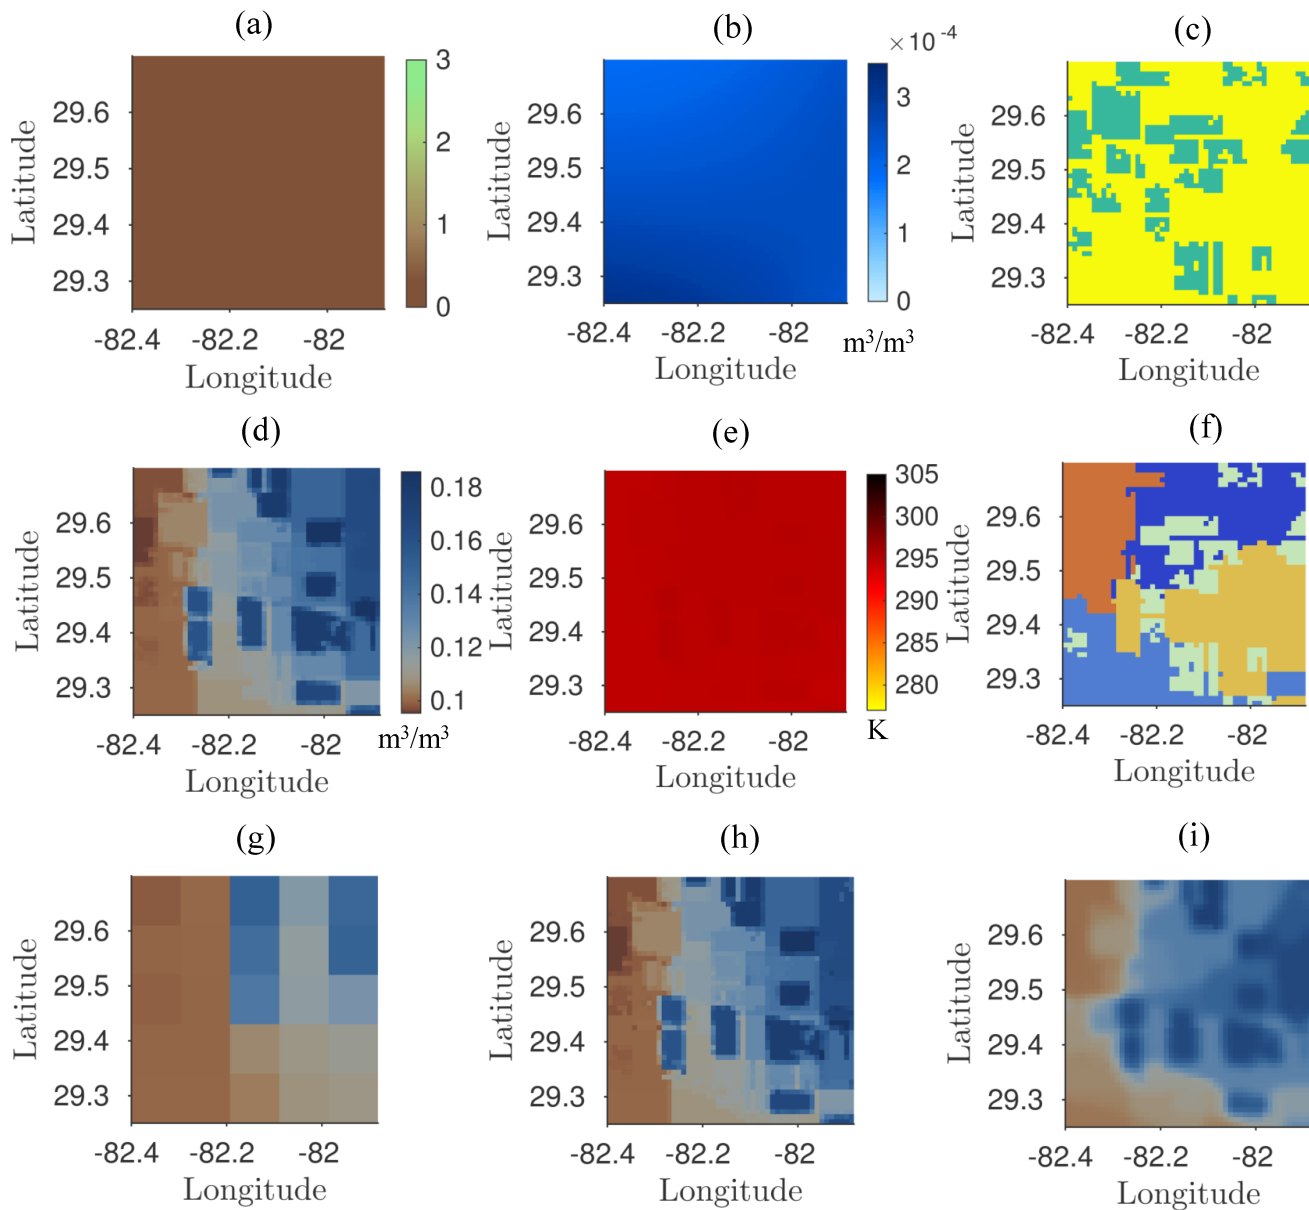 (a)
(b)
(c)
Latitude
29.6
29.5
29.4
29.3
-82.4
-82.2
-82
Longitude
3
2
1
0
Latitude
29.6
29.5
29.4
29.3
-82.4
-82.2
-82
Longitude
×10⁻⁴
3
2
1
0
m³/m³
Latitude
29.6
29.5
29.4
29.3
-82.4
-82.2
-82
Longitude
(d)
(e)
(f)
Latitude
29.6
29.5
29.4
29.3
-82.4
-82.2
-82
Longitude
0.18
0.16
0.14
0.12
0.1
m³/m³
Latitude
29.6
29.5
29.4
29.3
-82.4
-82.2
-82
Longitude
305
300
295
290
285
280
K
Latitude
29.6
29.5
29.4
29.3
-82.4
-82.2
-82
Longitude
(g)
(h)
(i)
Latitude
29.6
29.5
29.4
29.3
-82.4
-82.2
-82
Longitude
Latitude
29.6
29.5
29.4
29.3
-82.4
-82.2
-82
Longitude
Latitude
29.6
29.5
29.4
29.3
-82.4
-82.2
-82
Longitude